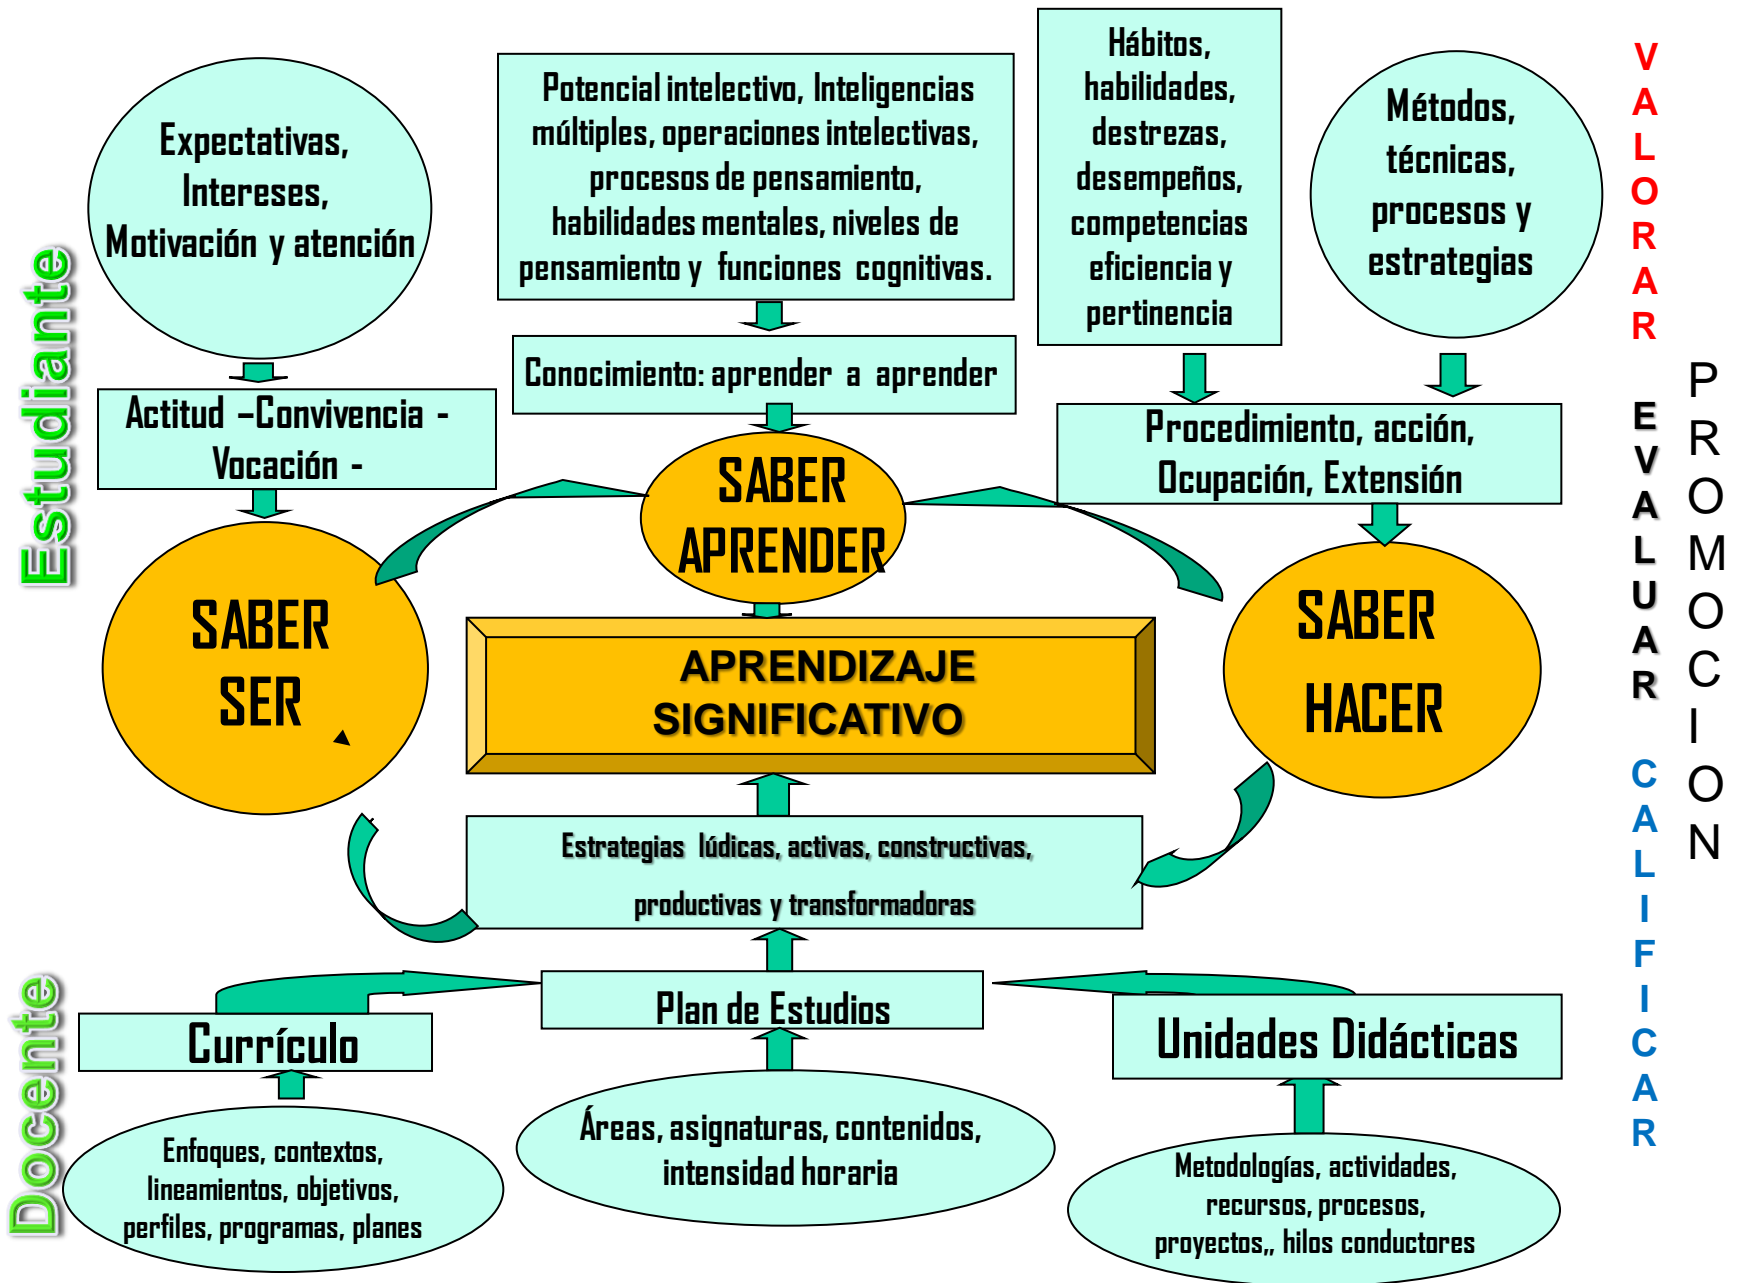 Estudiante
Expectativas,
Intereses,
Motivación y atención
Actitud –Convivencia -
Vocación -
SABER
SER
Potencial intelectivo, Inteligencias
múltiples, operaciones intelectivas,
procesos de pensamiento,
habilidades mentales, niveles de
pensamiento y funciones cognitivas.
Conocimiento: aprender a aprender
SABER
APRENDER
Hábitos,
habilidades,
destrezas,
desempeños,
competencias
eficiencia y
pertinencia
Métodos,
técnicas,
procesos y
estrategias
Procedimiento, acción,
Ocupación, Extensión
SABER
HACER
APRENDIZAJE
SIGNIFICATIVO
Estrategias lúdicas, activas, constructivas,
productivas y transformadoras
Docente
Currículo
Plan de Estudios
Unidades Didácticas
Enfoques, contextos,
lineamientos, objetivos,
perfiles, programas, planes
Áreas, asignaturas, contenidos,
intensidad horaria
Metodologías, actividades,
recursos, procesos,
proyectos,, hilos conductores
VALORAR
EVALUAR
CALIFICAR
PROMOCION